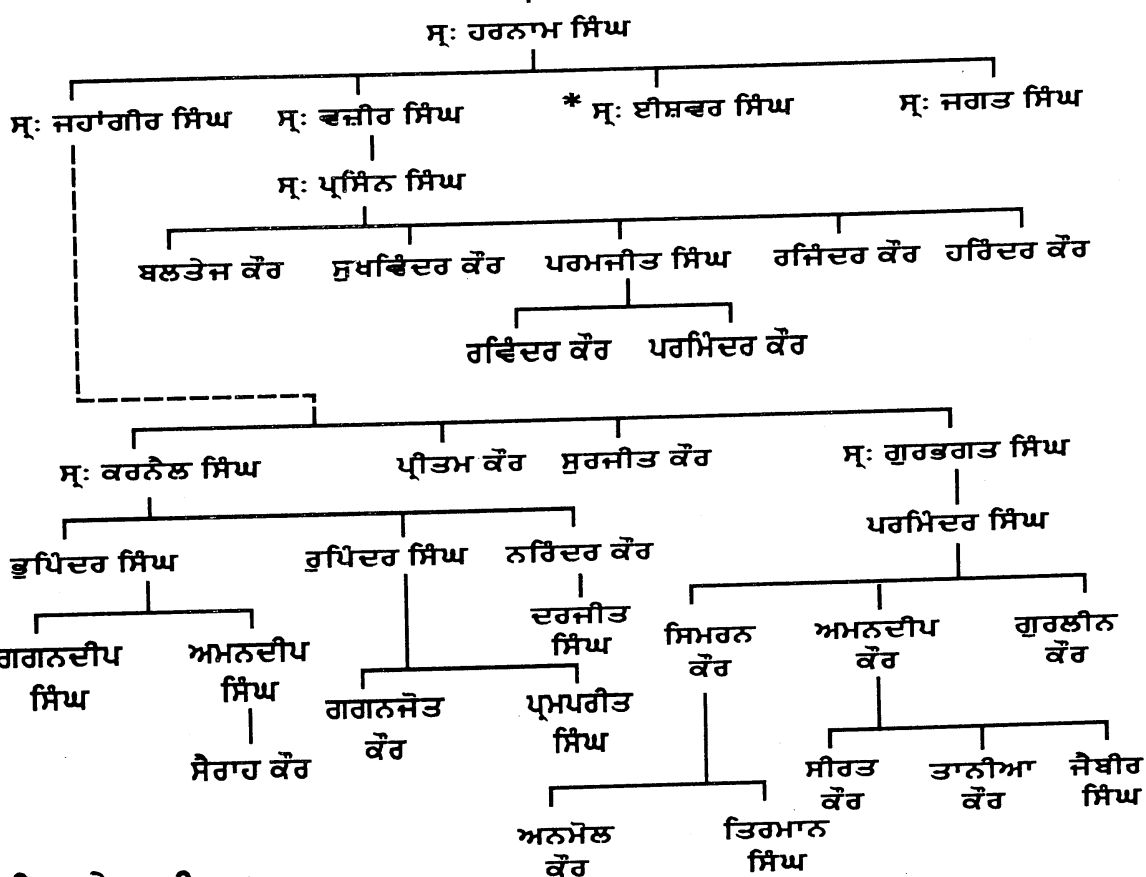 ਸ੍ਰ: ਹਰਨਾਮ ਸਿੰਘ
ਸ੍ਰ: ਜਹਾਂਗੀਰ ਸਿੰਘ ਸ੍ਰ: ਵਜ਼ੀਰ ਸਿੰਘ * ਸ੍ਰ: ਈਸ਼ਵਰ ਸਿੰਘ ਸ੍ਰ: ਜਗਤ ਸਿੰਘ
ਸ੍ਰ: ਪ੍ਰਸਿੰਨ ਸਿੰਘ
ਬਲਤੇਜ ਕੌਰ ਸੁਖਵਿੰਦਰ ਕੌਰ ਪਰਮਜੀਤ ਸਿੰਘ ਰਜਿੰਦਰ ਕੌਰ ਹਰਿੰਦਰ ਕੌਰ
ਰਵਿੰਦਰ ਕੌਰ ਪਰਮਿੰਦਰ ਕੌਰ
ਸ੍ਰ: ਕਰਨੈਲ ਸਿੰਘ ਪ੍ਰੀਤਮ ਕੌਰ ਸੁਰਜੀਤ ਕੌਰ ਸ੍ਰ: ਗੁਰਭਗਤ ਸਿੰਘ
ਪਰਮਿੰਦਰ ਸਿੰਘ
ਭੁਪਿੰਦਰ ਸਿੰਘ ਰੁਪਿੰਦਰ ਸਿੰਘ ਨਰਿੰਦਰ ਕੌਰ
ਦਰਜੀਤ
ਸਿੰਘ
ਸਿਮਰਨ
ਕੌਰ
ਅਮਨਦੀਪ
ਕੌਰ
ਗੁਰਲੀਨ
ਕੌਰ
ਗਗਨਦੀਪ
ਸਿੰਘ
ਅਮਨਦੀਪ
ਸਿੰਘ
ਗਗਨਜੋਤ
ਕੌਰ
ਪ੍ਰਮਪਰੀਤ
ਸਿੰਘ
ਸੈਰਾਹ ਕੌਰ
ਸੀਰਤ
ਕੌਰ
ਤਾਨੀਆ
ਕੌਰ
ਜੈਬੀਰ
ਸਿੰਘ
ਅਨਮੋਲ
ਕੌਰ
ਤਿਰਮਾਨ
ਸਿੰਘ